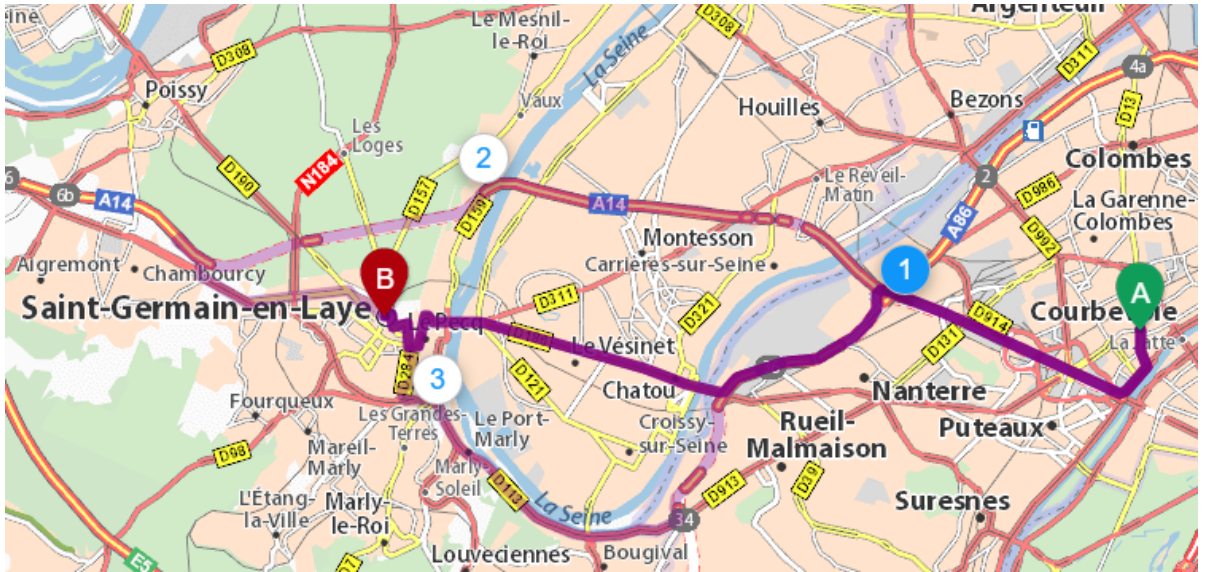 Argenteuil
Le Mesnil-
le-Roi
D308
D308
D311
La Seine
4a
Poissy
Vaux
Houilles
Bezons
D13
Les
Loges
2
Colombes
N184
D190
D157
Le Réveil-
Matin
2
D986
6b
A14
D159
A14
La Garenne-
Colombes
A86
D992
Montesson
Aigremont
Chambourcy
B
Carrières-sur-Seine
1
A
Saint-Germain-en-Laye
D311
D321
D914
Courbevoie
Le Pecq
D131
La Jatte
Le Vésinet
D284
3
D121
Chatou
Nanterre
Fourqueux
Les Grandes-
Terres
Le Port-
Marly
Croissy-
sur-Seine
Rueil-
Malmaison
Puteaux
Mareil-
Marly
D98
Marly-
Soleil
D113
D913
D39
L'Étang-
la-Ville
Marly-
le-Roi
La Seine
34
Suresnes
E5
D7
Louveciennes
Bougival